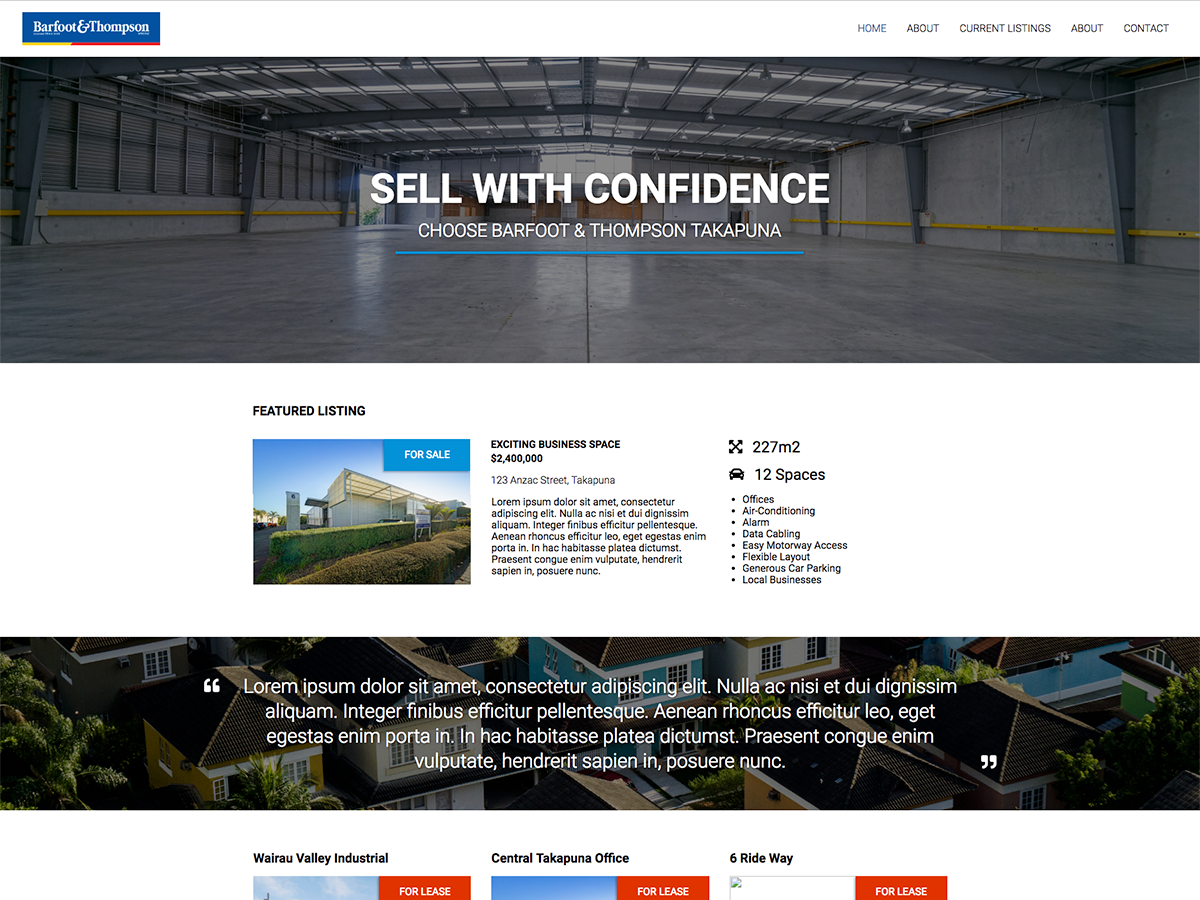 Barfoot&Thompson
HOME ABOUT CURRENT LISTINGS ABOUT CONTACT
SELL WITH CONFIDENCE
CHOOSE BARFOOT & THOMPSON TAKAPUNA
FEATURED LISTING
FOR SALE
6
EXCITING BUSINESS SPACE
$2,400,000
123 Anzac Street, Takapuna
Lorem ipsum dolor sit amet, consectetur
adipiscing elit. Nulla ac nisi et dui dignissim
aliquam. Integer finibus efficitur pellentesque.
Aenean rhoncus efficitur leo, eget egestas enim
porta in. In hac habitasse platea dictumst.
Praesent congue enim vulputate, hendrerit
sapien in, posuere nunc.
227m2
12 Spaces
• Offices
• Air-Conditioning
• Alarm
• Data Cabling
• Easy Motorway Access
• Flexible Layout
• Generous Car Parking
• Local Businesses
“ Lorem ipsum dolor sit amet, consectetur adipiscing elit. Nulla ac nisi et dui dignissim
aliquam. Integer finibus efficitur pellentesque. Aenean rhoncus efficitur leo, eget
egestas enim porta in. In hac habitasse platea dictumst. Praesent congue enim
vulputate, hendrerit sapien in, posuere nunc. ”
Wairau Valley Industrial
FOR LEASE
Central Takapuna Office
FOR LEASE
6 Ride Way
FOR LEASE